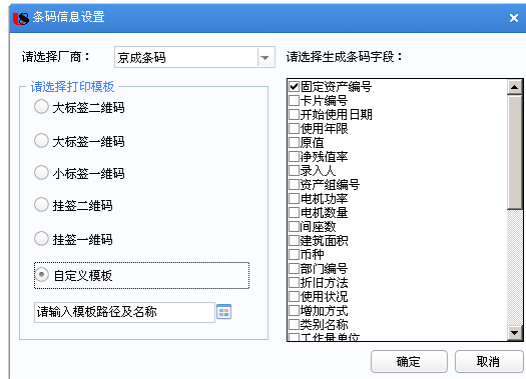 条码信息设置
请选择厂商：
京成条码
请选择打印模板
大标签二维码
大标签一维码
小标签一维码
挂签二维码
挂签一维码
自定义模板
请输入模板路径及名称
请选择生成条码字段：
固定资产编号
卡片编号
开始使用日期
使用年限
原值
净残值率
录入人
资产组编号
电机功率
电机数量
间座数
建筑面积
币种
部门编号
折旧方法
使用状况
增加方式
类别名称
工作量单位
确定
取消